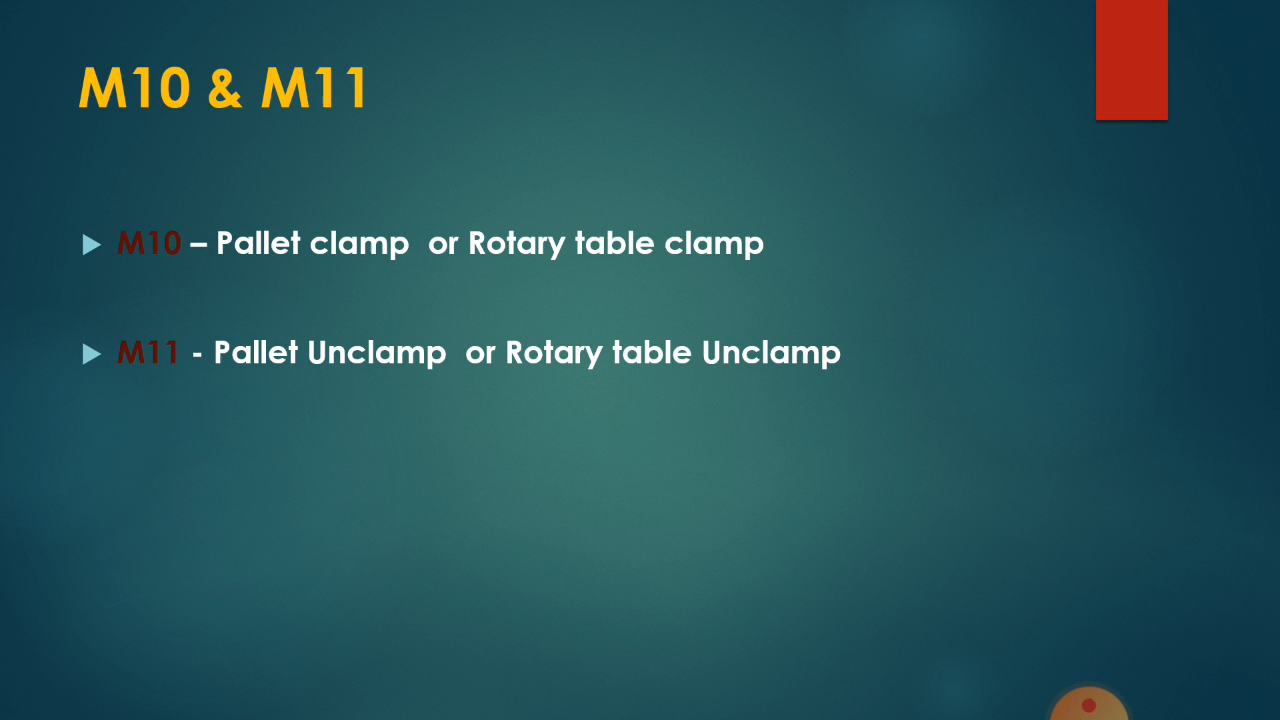 M10 & M11
M10 – Pallet clamp  or Rotary table clamp
M11 - Pallet Unclamp  or Rotary table Unclamp